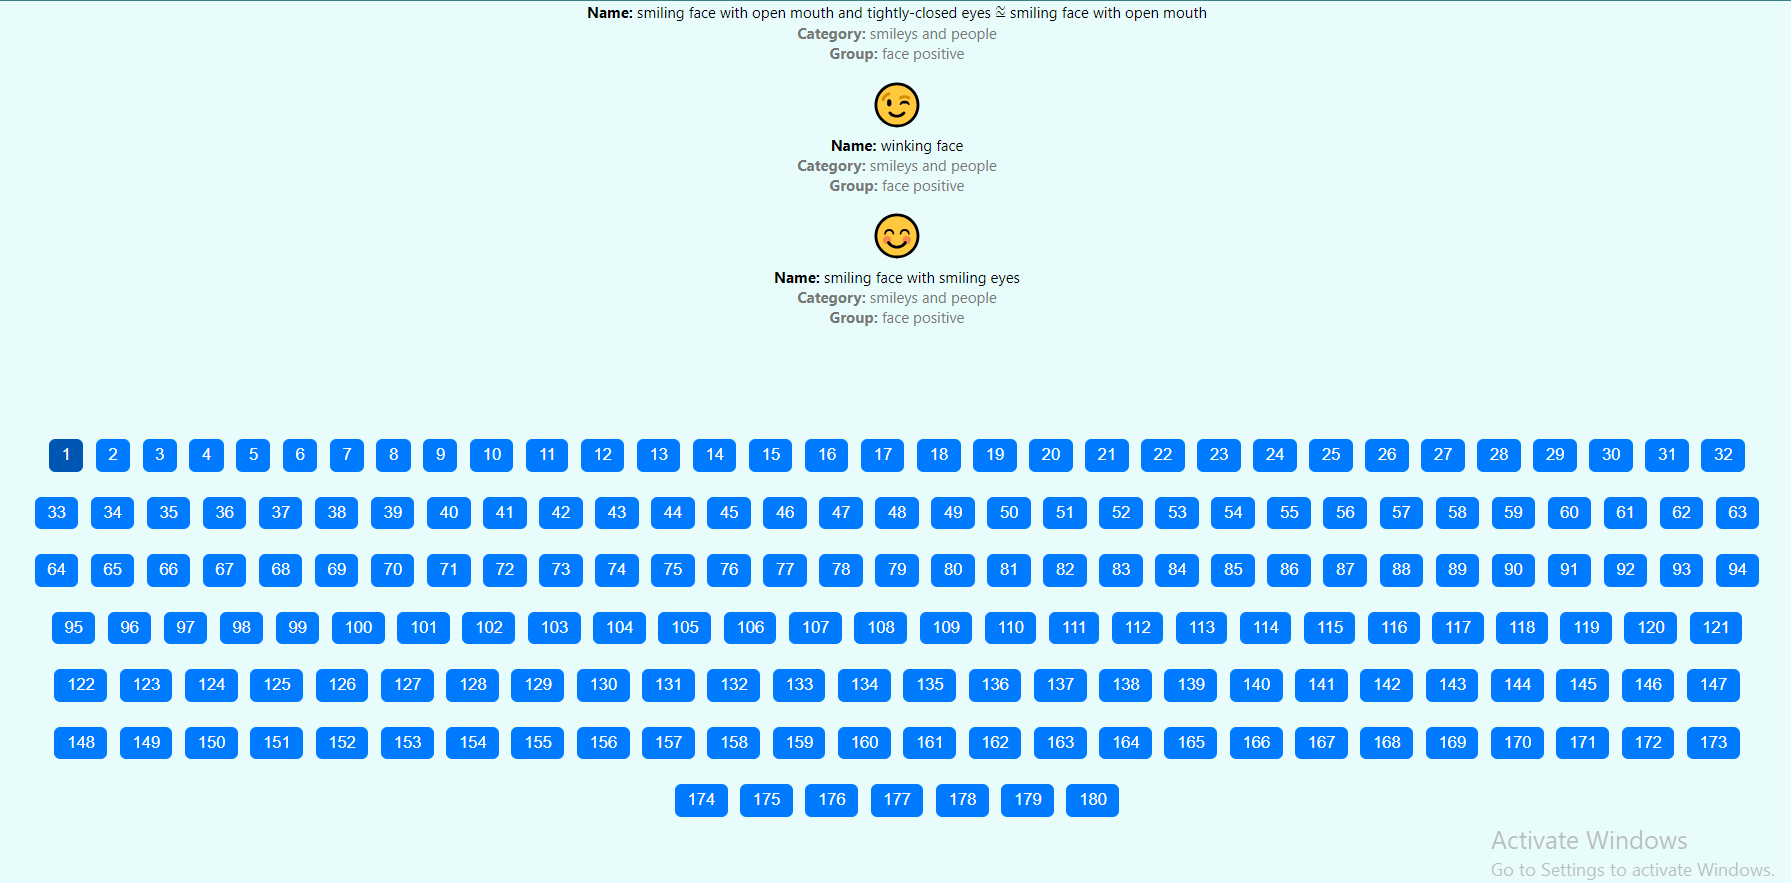 Name: smiling face with open mouth and tightly-closed eyes ≊ smiling face with open mouth
Category: smileys and people
Group: face positive
Name: winking face
Category: smileys and people
Group: face positive
Name: smiling face with smiling eyes
Category: smileys and people
Group: face positive
1 2 3 4 5 6 7 8 9 10 11 12 13 14 15 16 17 18 19 20 21 22 23 24 25 26 27 28 29 30 31 32
33 34 35 36 37 38 39 40 41 42 43 44 45 46 47 48 49 50 51 52 53 54 55 56 57 58 59 60 61 62 63
64 65 66 67 68 69 70 71 72 73 74 75 76 77 78 79 80 81 82 83 84 85 86 87 88 89 90 91 92 93 94
95 96 97 98 99 100 101 102 103 104 105 106 107 108 109 110 111 112 113 114 115 116 117 118 119 120 121
122 123 124 125 126 127 128 129 130 131 132 133 134 135 136 137 138 139 140 141 142 143 144 145 146 147
148 149 150 151 152 153 154 155 156 157 158 159 160 161 162 163 164 165 166 167 168 169 170 171 172 173
174 175 176 177 178 179 180
Activate Windows
Go to Settings to activate Windows.